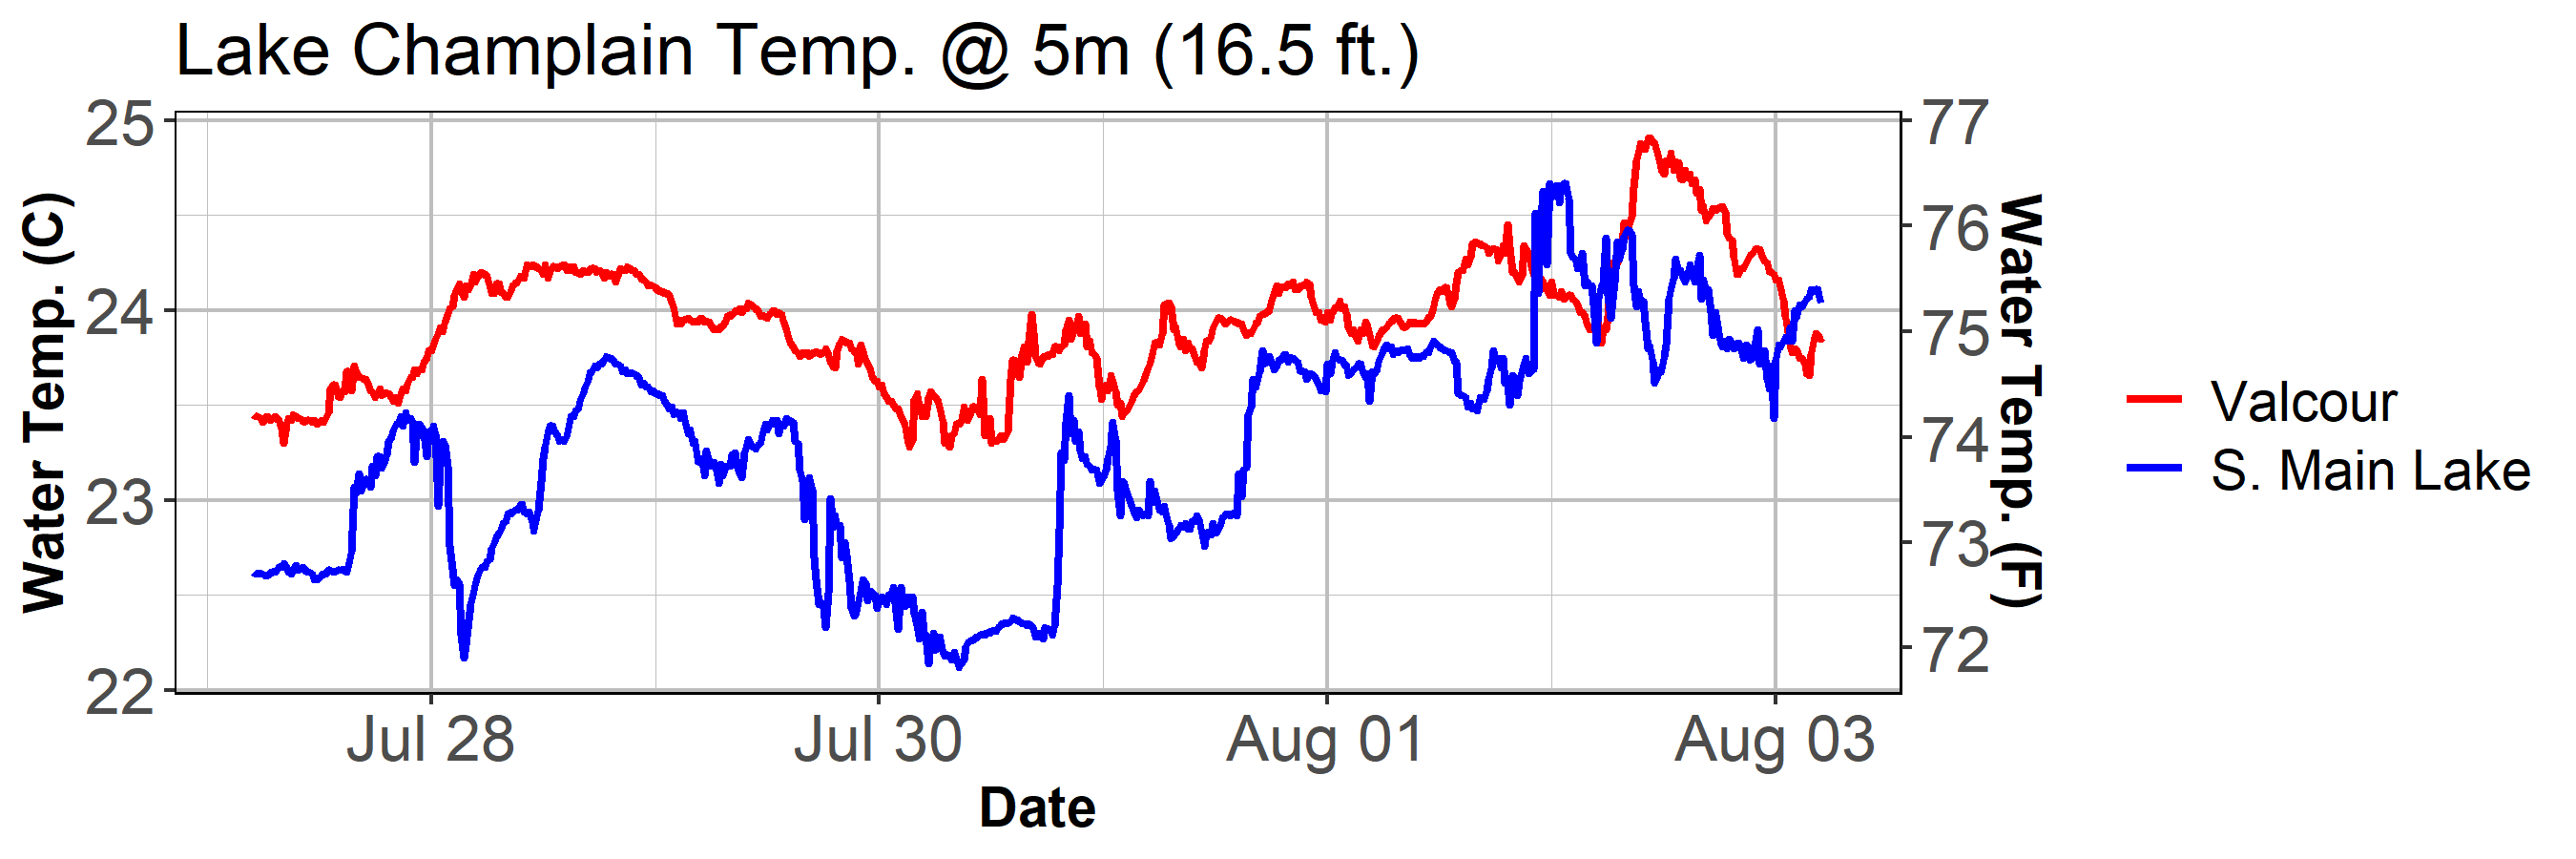 Lake Champlain Temp. @ 5m (16.5 ft.)
Water Temp. (C)
25
24
23
22
77
76
75
74
73
72
Water Temp. (F)
Jul 28
Jul 30
Aug 01
Aug 03
Date
Valcour
S. Main Lake